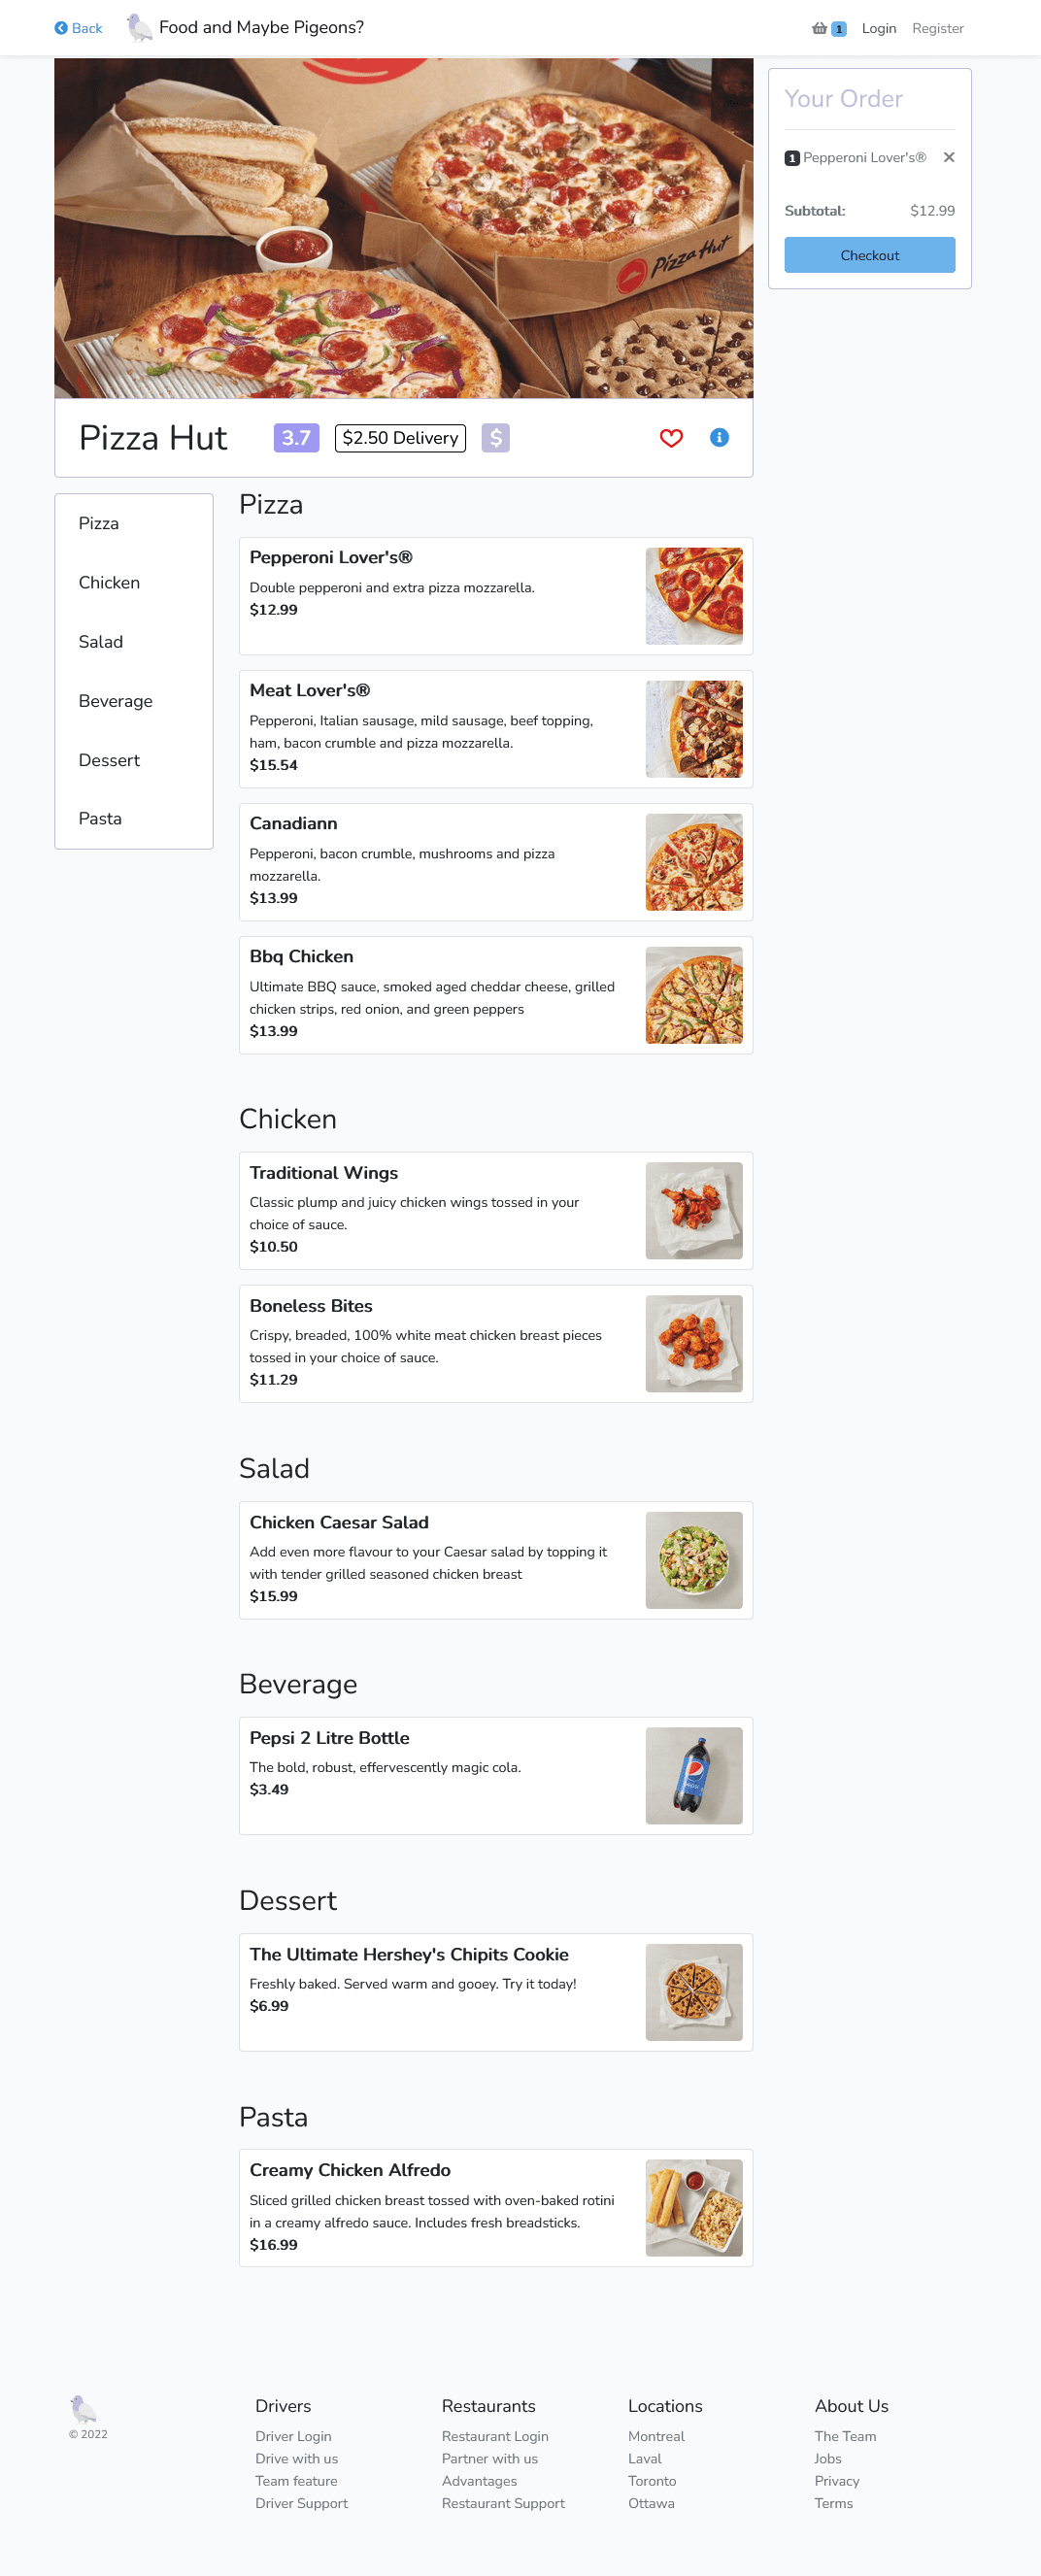 Back
Food and Maybe Pigeons?
1
Login
Register
Pizza Hut
Your Order
1 Pepperoni Lover's®
Subtotal: $12.99
Checkout
Pizza Hut
3.7
$2.50 Delivery
$
Pizza
Chicken
Salad
Beverage
Dessert
Pasta
Pizza
Pepperoni Lover's®
Double pepperoni and extra pizza mozzarella.
$12.99
Meat Lover's®
Pepperoni, Italian sausage, mild sausage, beef topping,
ham, bacon crumble and pizza mozzarella.
$15.54
Canadiann
Pepperoni, bacon crumble, mushrooms and pizza
mozzarella.
$13.99
Bbq Chicken
Ultimate BBQ sauce, smoked aged cheddar cheese, grilled
chicken strips, red onion, and green peppers
$13.99
Chicken
Traditional Wings
Classic plump and juicy chicken wings tossed in your
choice of sauce.
$10.50
Boneless Bites
Crispy, breaded, 100% white meat chicken breast pieces
tossed in your choice of sauce.
$11.29
Salad
Chicken Caesar Salad
Add even more flavour to your Caesar salad by topping it
with tender grilled seasoned chicken breast
$15.99
Beverage
Pepsi 2 Litre Bottle
The bold, robust, effervescently magic cola.
$3.49
Dessert
The Ultimate Hershey's Chipits Cookie
Freshly baked. Served warm and gooey. Try it today!
$6.99
Pasta
Creamy Chicken Alfredo
Sliced grilled chicken breast tossed with oven-baked rotini
in a creamy alfredo sauce. Includes fresh breadsticks.
$16.99
© 2022
Drivers
Driver Login
Drive with us
Team feature
Driver Support
Restaurants
Restaurant Login
Partner with us
Advantages
Restaurant Support
Locations
Montreal
Laval
Toronto
Ottawa
About Us
The Team
Jobs
Privacy
Terms